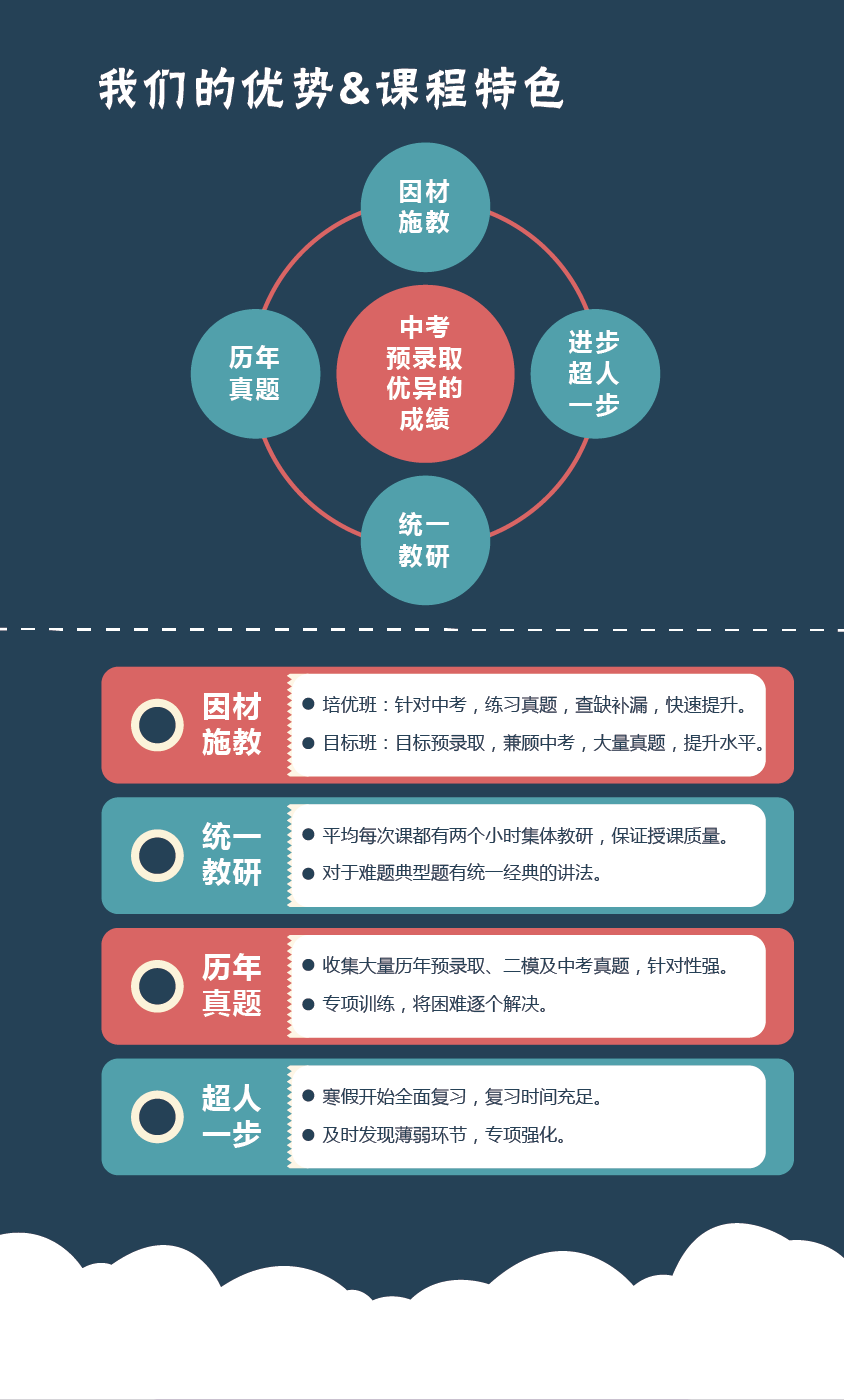 我们的优势&课程特色
因材
施教
历年
真题
中考
预录取
优异的
成绩
进步
超人
一步
统一
教研
因材
施教
培优班：针对中考，练习真题，查缺补漏，快速提升。
目标班：目标预录取，兼顾中考，大量真题，提升水平。
统一
教研
平均每次课都有两个小时集体教研，保证授课质量。
对于难题典型题有统一经典的讲法。
历年
真题
收集大量历年预录取、二模及中考真题，针对性强。
专项训练，将困难逐个解决。
超人
一步
寒假开始全面复习，复习时间充足。
及时发现薄弱环节，专项强化。